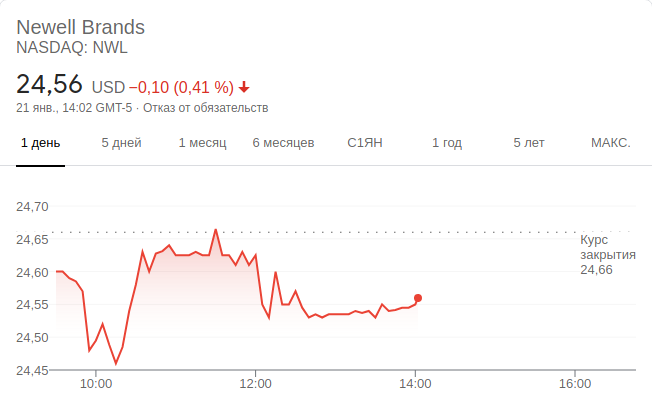 Newell Brands
NASDAQ: NWL
24,56 USD −0,10 (0,41 %)
21 янв., 14:02 GMT-5 · Отказ от обязательств
1 день 5 дней 1 месяц 6 месяцев С1ЯН 1 год 5 лет МАКС.
24,70
24,65
24,60
24,55
24,50
24,45
Курс
закрытия
24,66
10:00 12:00 14:00 16:00